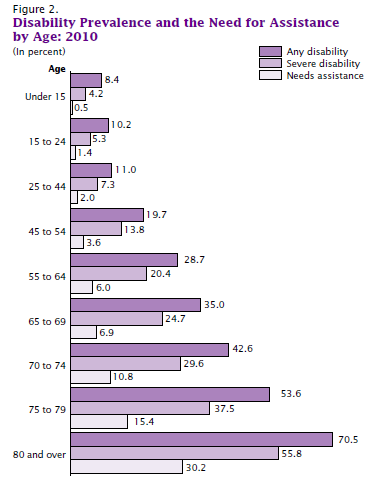 Figure 2.
Disability Prevalence and the Need for Assistance
by Age: 2010
(In percent)
Any disability
Severe disability
Needs assistance
Age
8.4
Under 15 4.2
0.5
10.2
15 to 24 5.3
1.4
11.0
25 to 44 7.3
2.0
19.7
45 to 54 13.8
3.6
28.7
55 to 64 20.4
6.0
35.0
65 to 69 24.7
6.9
42.6
70 to 74 29.6
10.8
53.6
75 to 79 37.5
15.4
70.5
80 and over 55.8
30.2